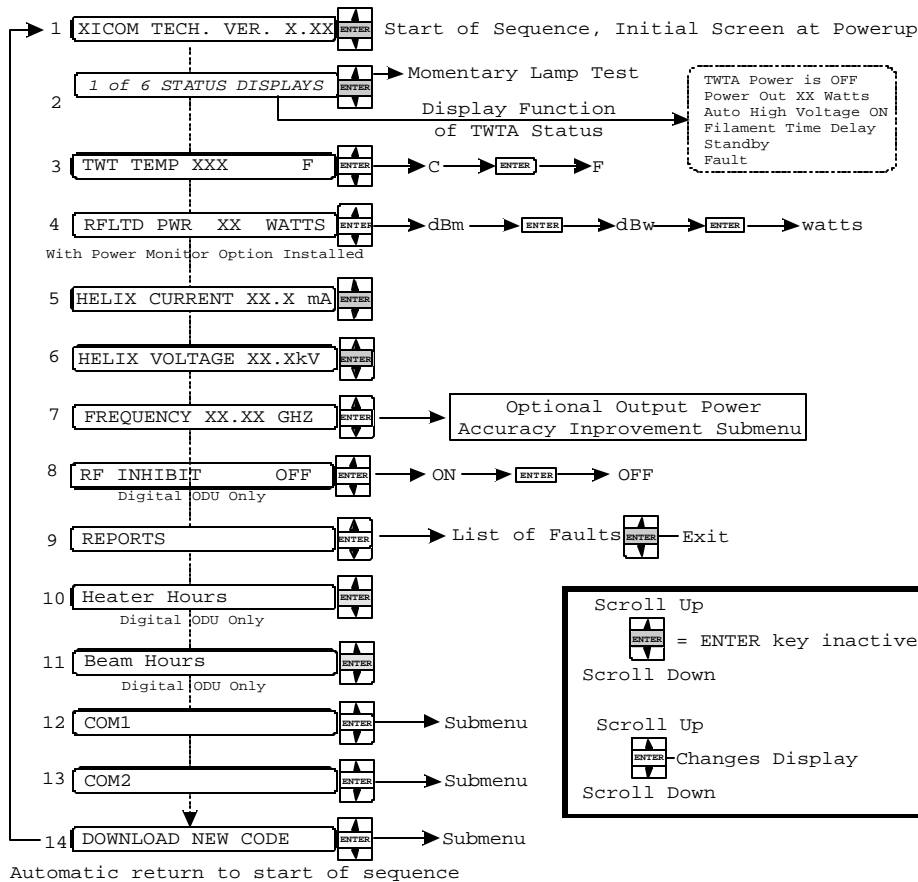 1 XICOM TECH. VER. X.XX ENTER Start of Sequence, Initial Screen at Powerup
2 1 of 6 STATUS DISPLAYS ENTER Momentary Lamp Test
Display Function
of TWTA Status
TWTA Power is OFF
Power Out XX Watts
Auto High Voltage ON
Filament Time Delay
Standby
Fault
3 TWT TEMP XXX F ENTER C ENTER F
4 RFLTD PWR XX WATTS ENTER dBm ENTER dBw ENTER watts
With Power Monitor Option Installed
5 HELIX CURRENT XX.X mA ENTER
6 HELIX VOLTAGE XX.XkV ENTER
7 FREQUENCY XX.XX GHZ ENTER
Optional Output Power
Accuracy Inprovement Submenu
8 RF INHIBIT OFF ENTER ON ENTER OFF
Digital ODU Only
9 REPORTS ENTER List of Faults ENTER Exit
10 Heater Hours ENTER
Digital ODU Only
11 Beam Hours ENTER
Digital ODU Only
12 COM1 ENTER Submenu
13 COM2 ENTER Submenu
14 DOWNLOAD NEW CODE ENTER Submenu
Automatic return to start of sequence
Scroll Up
ENTER = ENTER key inactive
Scroll Down
Scroll Up
ENTER Changes Display
Scroll Down